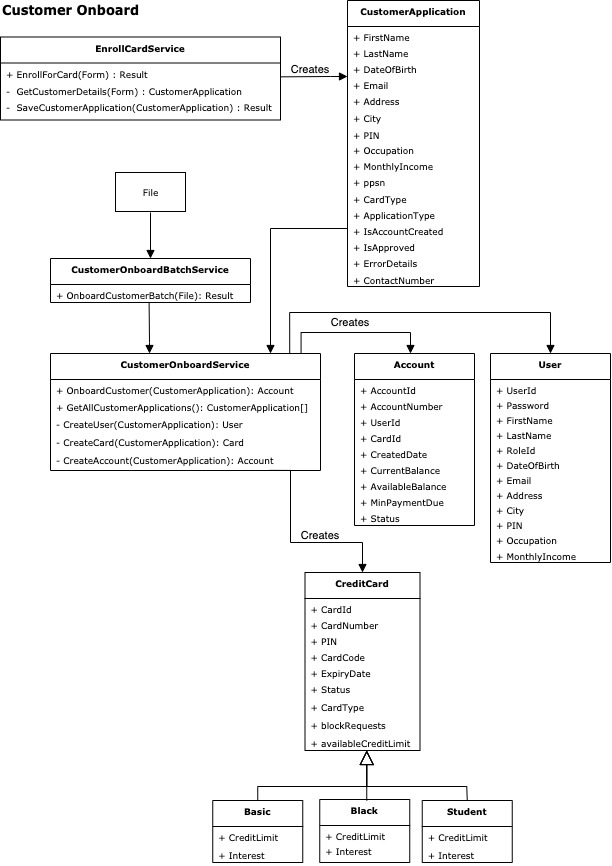 Customer Onboard
EnrollCardService
+ EnrollForCard(Form) : Result
- GetCustomerDetails(Form) : CustomerApplication
- SaveCustomerApplication(CustomerApplication) : Result
Creates
CustomerApplication
+ FirstName
+ LastName
+ DateOfBirth
+ Email
+ Address
+ City
+ PIN
+ Occupation
+ MonthlyIncome
+ ppsn
+ CardType
+ ApplicationType
+ IsAccountCreated
+ IsApproved
+ ErrorDetails
+ ContactNumber
File
CustomerOnboardBatchService
+ OnboardCustomerBatch(File): Result
CustomerOnboardService
+ OnboardCustomer(CustomerApplication): Account
+ GetAllCustomerApplications(): CustomerApplication[]
- CreateUser(CustomerApplication): User
- CreateCard(CustomerApplication): Card
- CreateAccount(CustomerApplication): Account
Creates
Account
+ AccountId
+ AccountNumber
+ UserId
+ CardId
+ CreatedDate
+ CurrentBalance
+ AvailableBalance
+ MinPaymentDue
+ Status
User
+ UserId
+ Password
+ FirstName
+ LastName
+ RoleId
+ DateOfBirth
+ Email
+ Address
+ City
+ PIN
+ Occupation
+ MonthlyIncome
Creates
CreditCard
+ CardId
+ CardNumber
+ PIN
+ CardCode
+ ExpiryDate
+ Status
+ CardType
+ blockRequests
+ availableCreditLimit
Basic
+ CreditLimit
+ Interest
Black
+ CreditLimit
+ Interest
Student
+ CreditLimit
+ Interest